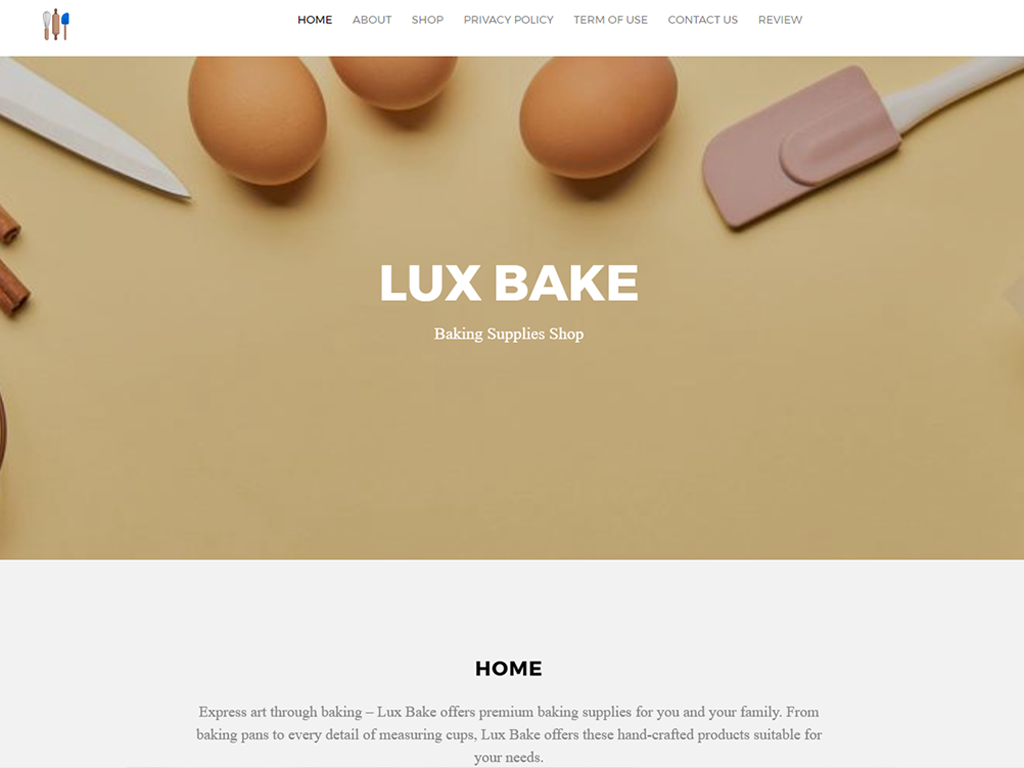 HOME ABOUT SHOP PRIVACY POLICY TERM OF USE CONTACT US REVIEW
LUX BAKE
Baking Supplies Shop
HOME
Express art through baking – Lux Bake offers premium baking supplies for you and your family. From
baking pans to every detail of measuring cups, Lux Bake offers these hand-crafted products suitable for
your needs.